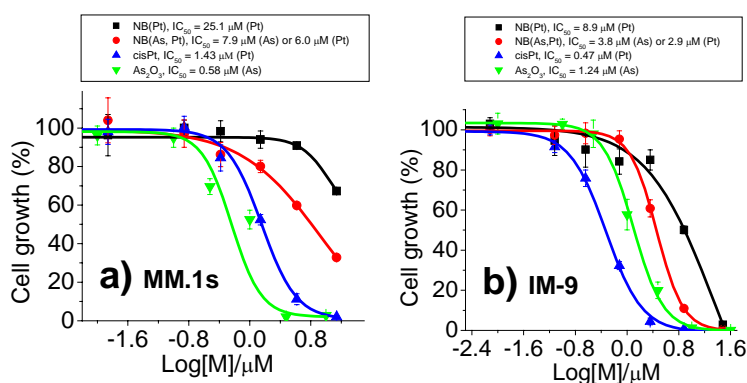 NB(Pt), IC50 = 25.1 μM (Pt)
NB(As, Pt), IC50 = 7.9 μM (As) or 6.0 μM (Pt)
cisPt, IC50 = 1.43 μM (Pt)
As2O3, IC50 = 0.58 μM (As)
Cell growth (%)
100
80
60
40
20
0
a) MM.1s
-1.6
-0.8
0.0
0.8
1.6
Log[M]/μM
NB(Pt), IC50 = 8.9 μM (Pt)
NB(As,Pt), IC50 = 3.8 μM (As) or 2.9 μM (Pt)
cisPt, IC50 = 0.47 μM (Pt)
As2O3, IC50 = 1.24 μM (As)
Cell growth (%)
100
80
60
40
20
0
b) IM-9
-2.4
-1.6
-0.8
0.0
0.8
1.6
Log[M]/μM